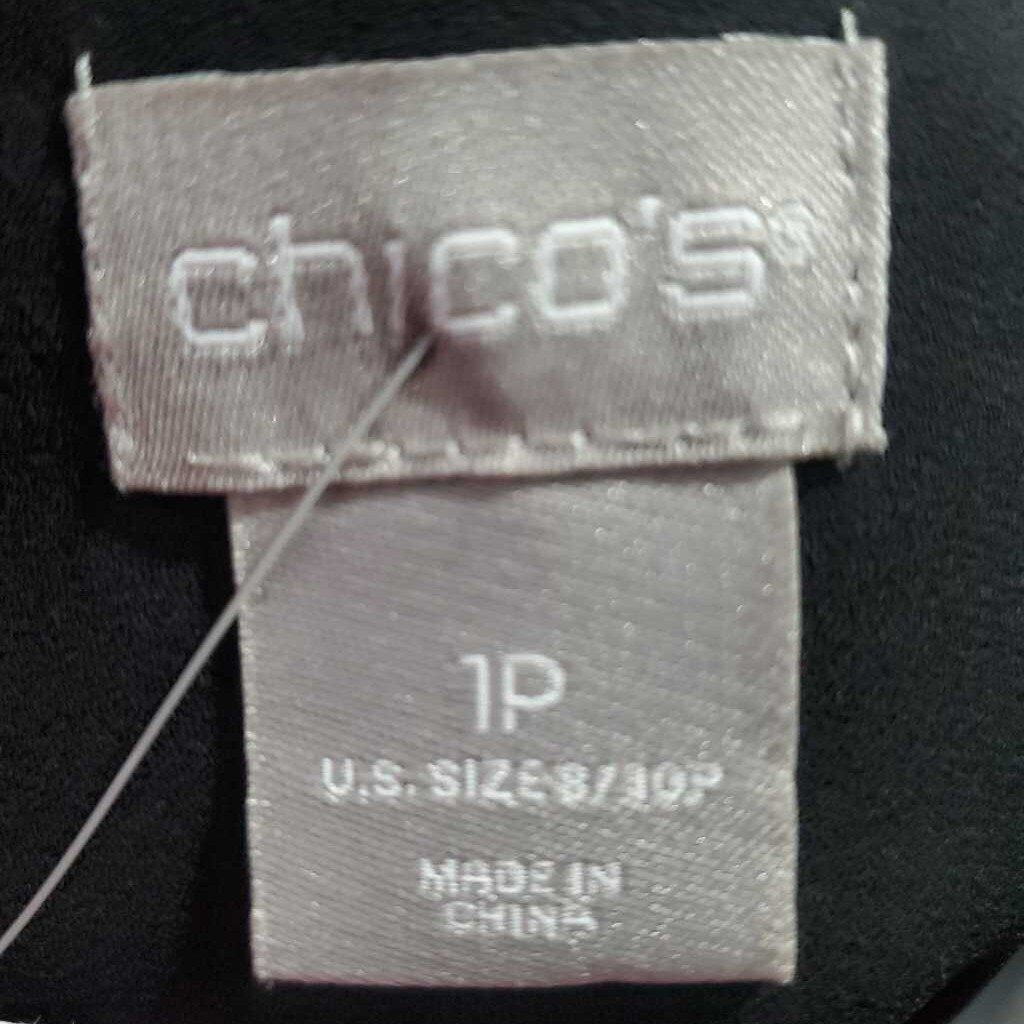 chico's®
1P
U.S. SIZE 8/10P
MADE IN
CHINA